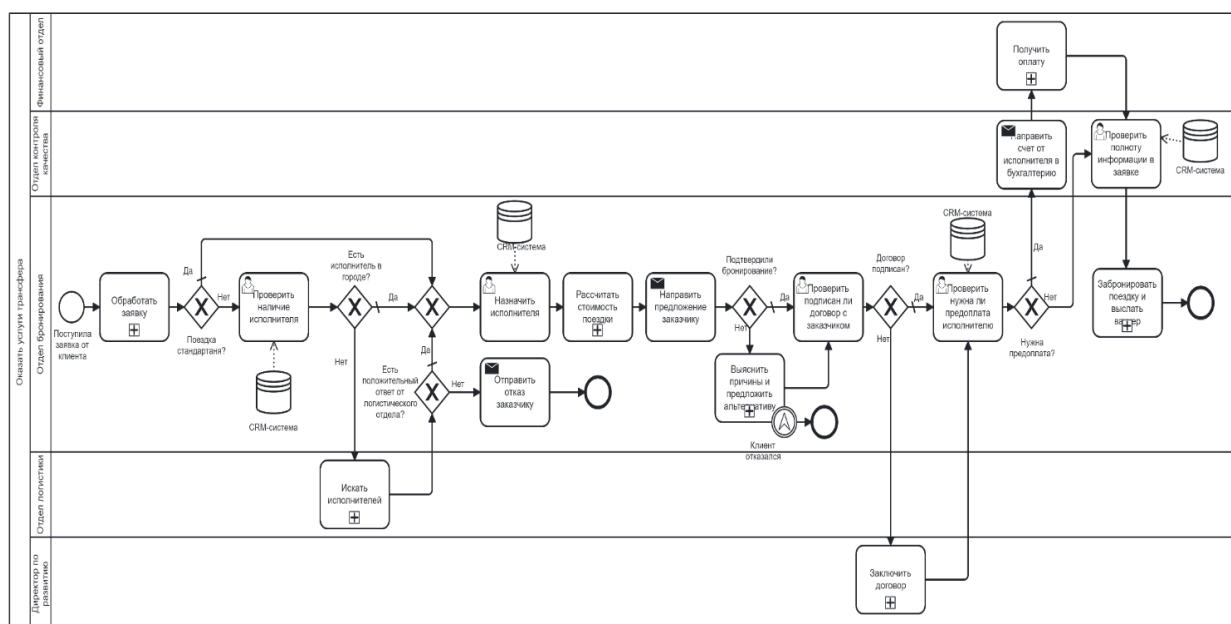 Оказать услуги трансфера
Финансовый отдел
Получить
оплату
Отдел контроля
качества
Направить
счет от
исполнителя в
бухгалтерию
Проверить
полноту
информации в
заявке
CRM-система
Отдел бронирования
Поступила
заявка от
клиента
Обработать
заявку
Да
Нет
Поездка
стандартаня?
Проверить
наличие
исполнителя
CRM-система
Есть
исполнитель в
городе?
Да
Нет
Есть
положительный
ответ от
логистического
отдела?
Да
Нет
Отправить
отказ
заказчику
CRM-система
Назначить
исполнителя
Рассчитать
стоимость
поездки
Направить
предложение
заказчику
Подтвердили
бронирование?
Да
Нет
Выяснить
причины и
предложить
альтернативу
Клиент
отказался
Проверить
подписан ли
договор с
заказчиком
Договор
подписан?
Да
Нет
CRM-система
Проверить
нужна ли
предоплата
исполнителю
Да
Нет
Нужна
предоплата?
Забронировать
поездку и
выслать
ваучер
Отдел логистики
Искать
исполнителей
Директор по
развитию
Заключить
договор